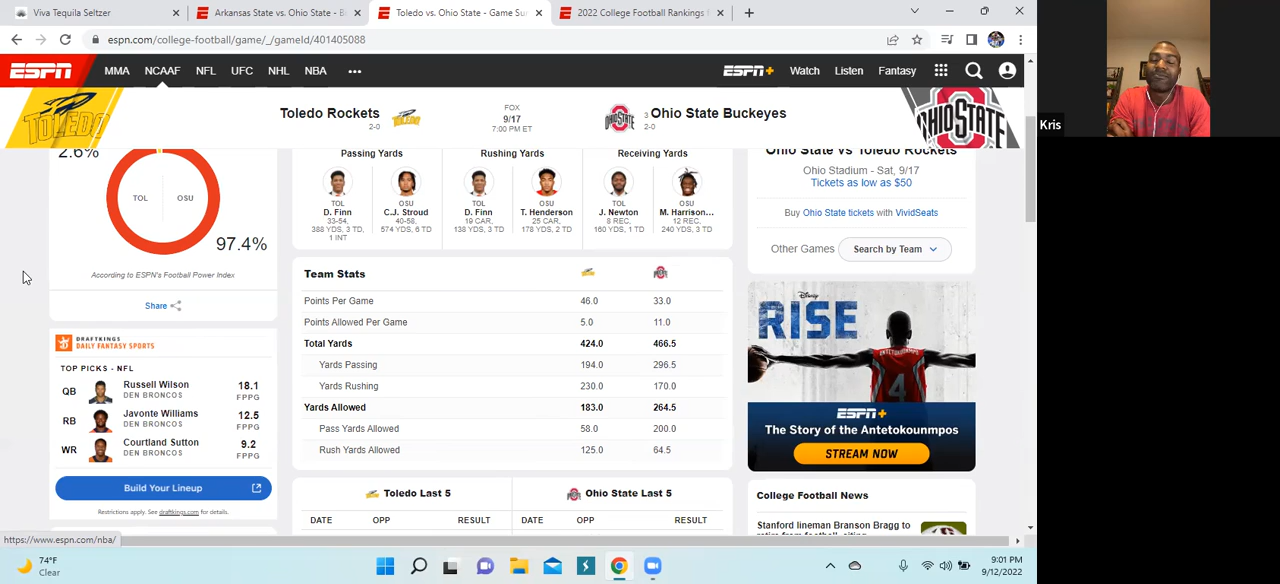 Viva Tequila Seltzer
Arkansas State vs. Ohio State - B
Toledo vs. Ohio State - Game Su
2022 College Football Rankings
espn.com/college-football/game/_/gameId/401405088
ESPN MMA NCAAF NFL UFC NHL NBA ••• ESPN+ Watch Listen Fantasy
TOLEDO
Toledo Rockets
2-0
FOX
9/17
7:00 PM ET
3 Ohio State Buckeyes
2-0
OHIO STATE
2.6%
TOL OSU
97.4%
According to ESPN's Football Power Index
Share
DRAFTKINGS
DAILY FANTASY SPORTS
TOP PICKS - NFL
QB Russell Wilson 18.1
DEN BRONCOS FPPG
RB Javonte Williams 12.5
DEN BRONCOS FPPG
WR Courtland Sutton 9.2
DEN BRONCOS FPPG
Build Your Lineup
Restrictions apply. See draftkings.com for details.
https://www.espn.com/nba/
Passing Yards Rushing Yards Receiving Yards
TOL OSU TOL OSU TOL OSU
D. Finn C.J. Stroud D. Finn T. Henderson J. Newton M. Harrison...
33-54, 40-58, 19 CAR, 25 CAR, 8 REC, 12 REC,
388 YDS, 3 TD, 574 YDS, 6 TD 138 YDS, 3 TD 178 YDS, 2 TD 160 YDS, 1 TD 240 YDS, 3 TD
1 INT
Team Stats
Points Per Game 46.0 33.0
Points Allowed Per Game 5.0 11.0
Total Yards 424.0 466.5
Yards Passing 194.0 296.5
Yards Rushing 230.0 170.0
Yards Allowed 183.0 264.5
Pass Yards Allowed 58.0 200.0
Rush Yards Allowed 125.0 64.5
Toledo Last 5 Ohio State Last 5
DATE OPP RESULT DATE OPP RESULT
Ohio State vs Toledo Rockets
Ohio Stadium - Sat, 9/17
Tickets as low as $50
Buy Ohio State tickets with VividSeats
Other Games Search by Team
Disney
RISE
ANTETOKOUNMPO
4
ESPN+
The Story of the Antetokounmpos
STREAM NOW
College Football News
Stanford lineman Branson Bragg to
retire from football, citing
Kris
74°F
Clear
9:01 PM
9/12/2022